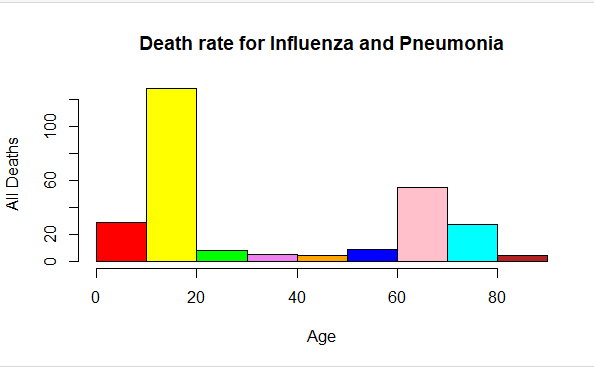 Death rate for Influenza and Pneumonia
All Deaths
100
60
20
0
0 20 40 60 80
Age